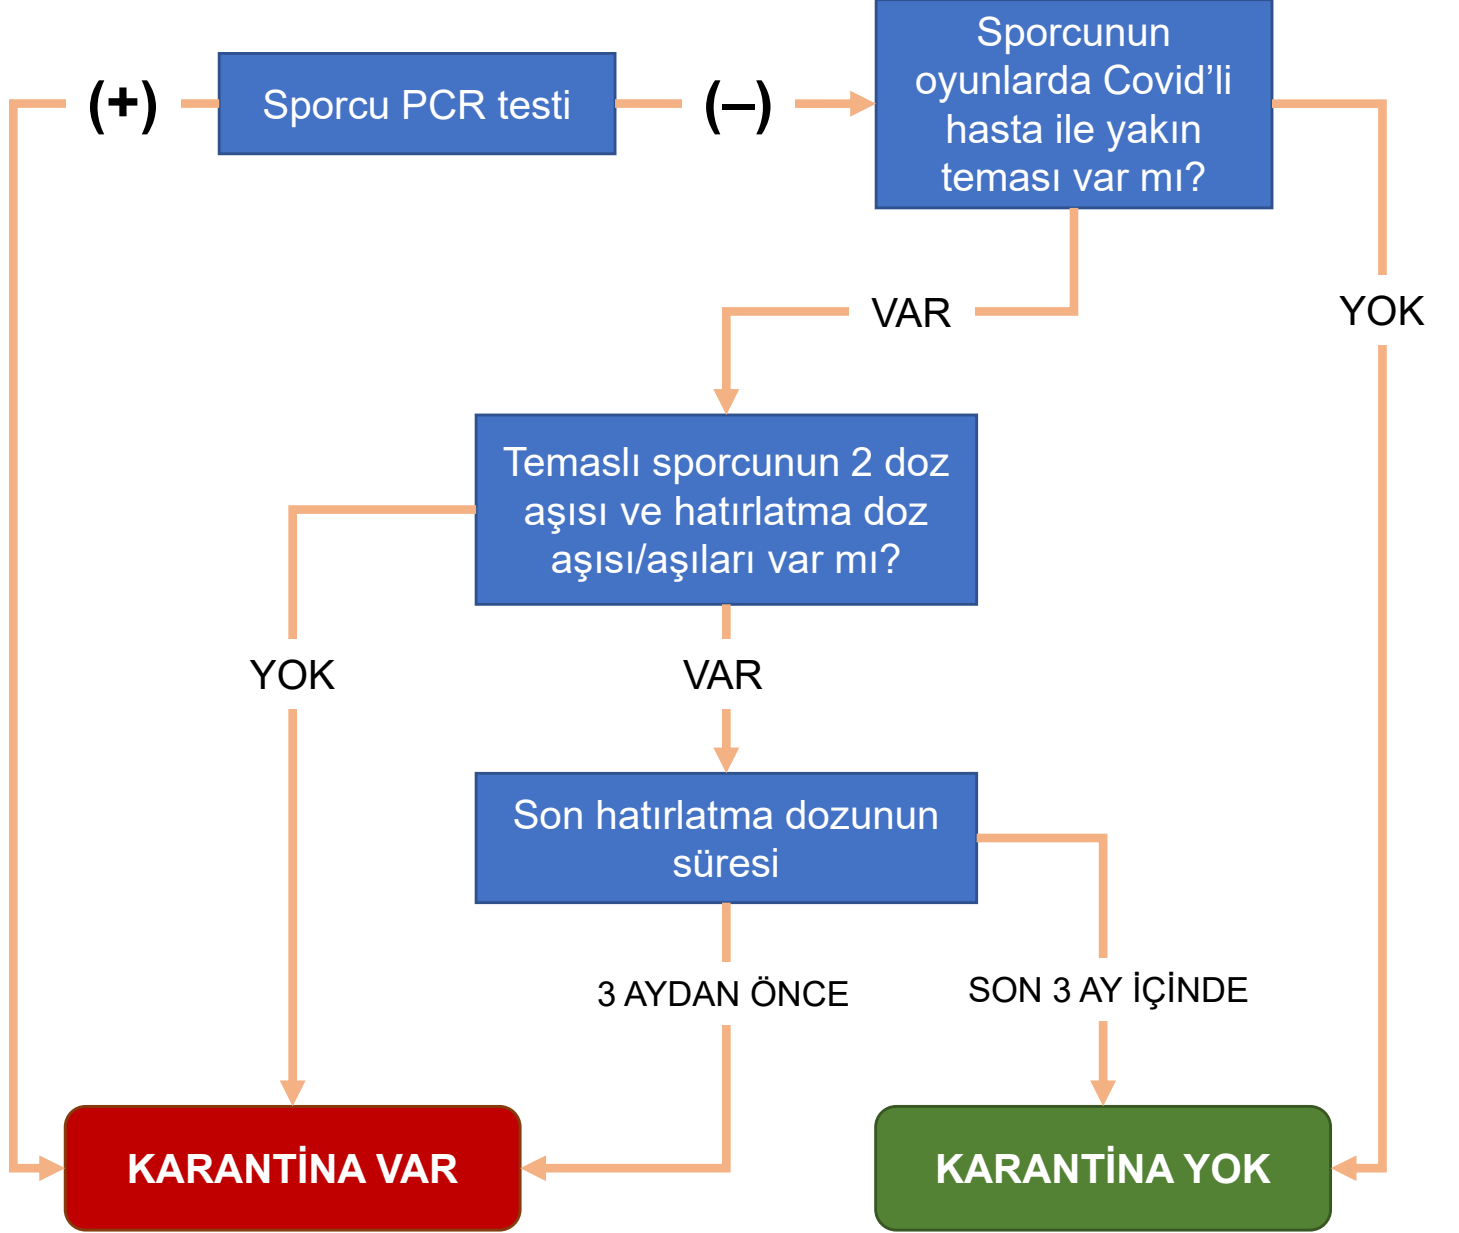 (+)
Sporcu PCR testi
(–)
Sporcunun
oyunlarda Covid’li
hasta ile yakın
teması var mı?
VAR
YOK
Temaslı sporcunun 2 doz
aşısı ve hatırlatma doz
aşısı/aşıları var mı?
YOK
VAR
Son hatırlatma dozunun
süresi
3 AYDAN ÖNCE
SON 3 AY İÇİNDE
KARANTİNA VAR
KARANTİNA YOK